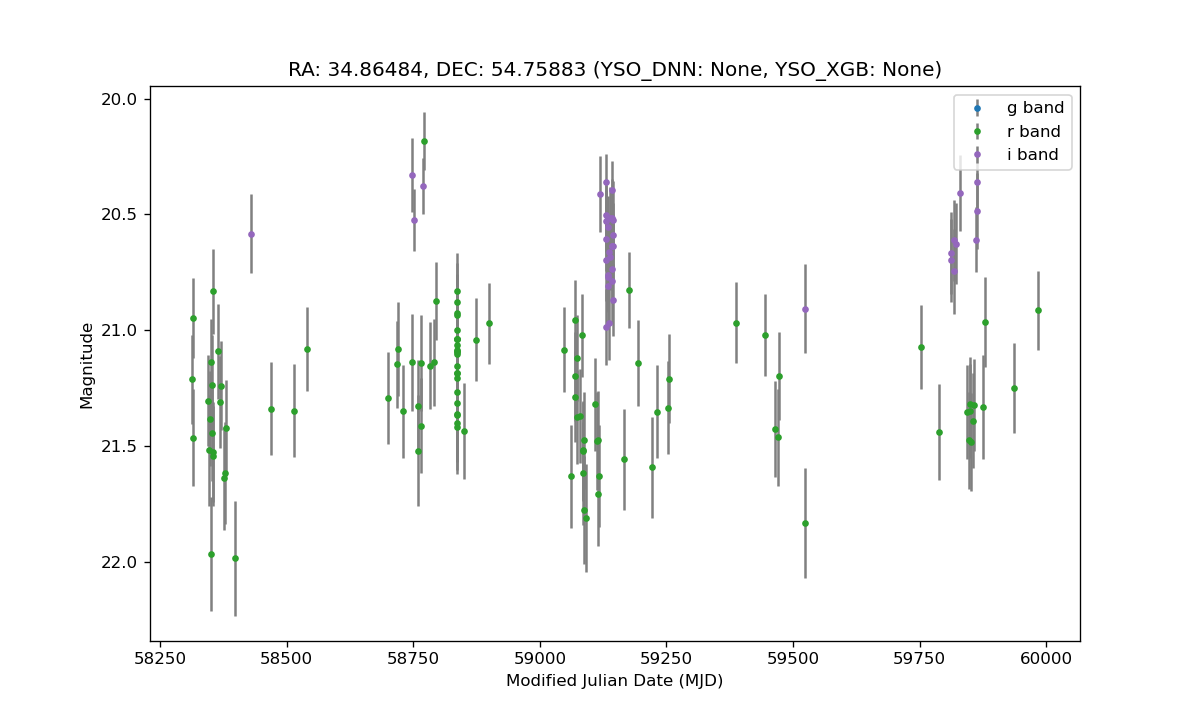 RA: 34.86484, DEC: 54.75883 (YSO_DNN: None, YSO_XGB: None)
g band
r band
i band
20.0
20.5
21.0
21.5
22.0
Magnitude
58250 58500 58750 59000 59250 59500 59750 60000
Modified Julian Date (MJD)